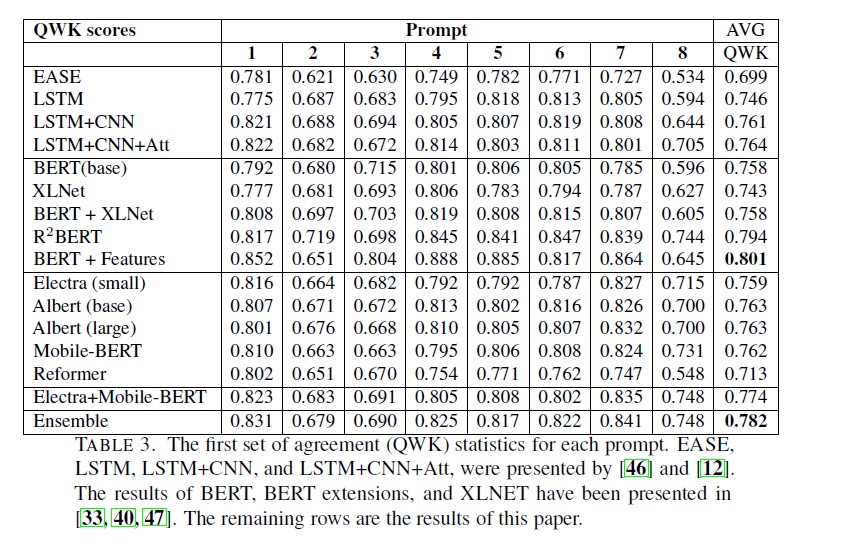 QWK scores Prompt AVG
1 2 3 4 5 6 7 8 QWK
EASE 0.781 0.621 0.630 0.749 0.782 0.771 0.727 0.534 0.699
LSTM 0.775 0.687 0.683 0.795 0.818 0.813 0.805 0.594 0.746
LSTM+CNN 0.821 0.688 0.694 0.805 0.807 0.819 0.808 0.644 0.761
LSTM+CNN+Att 0.822 0.682 0.672 0.814 0.803 0.811 0.801 0.705 0.764
BERT(base) 0.792 0.680 0.715 0.801 0.806 0.805 0.785 0.596 0.758
XLNet 0.777 0.681 0.693 0.806 0.783 0.794 0.787 0.627 0.743
BERT + XLNet 0.808 0.697 0.703 0.819 0.808 0.815 0.807 0.605 0.758
R²BERT 0.817 0.719 0.698 0.845 0.841 0.847 0.839 0.744 0.794
BERT + Features 0.852 0.651 0.804 0.888 0.885 0.817 0.864 0.645 0.801
Electra (small) 0.816 0.664 0.682 0.792 0.792 0.787 0.827 0.715 0.759
Albert (base) 0.807 0.671 0.672 0.813 0.802 0.816 0.826 0.700 0.763
Albert (large) 0.801 0.676 0.668 0.810 0.805 0.807 0.832 0.700 0.763
Mobile-BERT 0.810 0.663 0.663 0.795 0.806 0.808 0.824 0.731 0.762
Reformer 0.802 0.651 0.670 0.754 0.771 0.762 0.747 0.548 0.713
Electra+Mobile-BERT 0.823 0.683 0.691 0.805 0.808 0.802 0.835 0.748 0.774
Ensemble 0.831 0.679 0.690 0.825 0.817 0.822 0.841 0.748 0.782
TABLE 3. The first set of agreement (QWK) statistics for each prompt. EASE,
LSTM, LSTM+CNN, and LSTM+CNN+Att, were presented by [46] and [12].
The results of BERT, BERT extensions, and XLNET have been presented in
[33, 40, 47]. The remaining rows are the results of this paper.